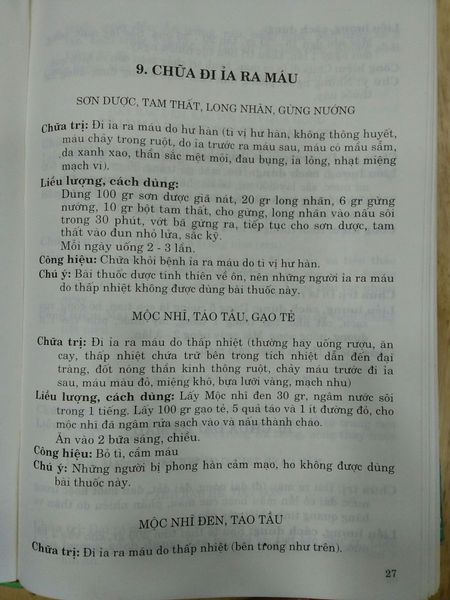 9. CHỮA ĐI ỈA RA MÁU
SƠN DƯỢC, TAM THẤT, LONG NHÃN, GỪNG NƯỚNG
Chữa trị: Đi ỉa ra máu do hư hàn (tì vị hư hàn, không thông huyết,
máu chảy trong ruột, do ỉa trước ra máu sau, máu có mầu sẫm,
da xanh xao, thần sắc mệt mỏi, đau bụng, ỉa lỏng, nhạt miệng
mạch vi).
Liều lượng, cách dùng:
Dùng 100 gr sơn dược giã nát, 20 gr long nhãn, 6 gr gừng
nướng, 10 gr bột tam thất, cho gừng, long nhãn vào nấu sôi
trong 30 phút, vớt bã gừng ra, tiếp tục cho sơn dược, tam
thất vào đun nhỏ lửa, sắc kỹ.
Mỗi ngày uống 2 - 3 lần.
Công hiệu: Chữa khỏi bệnh ỉa ra máu do tì vị hư hàn.
Chú ý: Bài thuốc dược tính thiên về ôn, nên những người ỉa ra máu
do thấp nhiệt không được dùng bài thuốc này.
MỘC NHĨ, TÁO TẦU, GẠO TẺ
Chữa trị: Đi ỉa ra máu do thấp nhiệt (thường hay uống rượu, ăn
cay, thấp nhiệt chứa trữ bên trong tích nhiệt dẫn đến đại
tràng, đốt nóng thần kinh thông ruột, chảy máu trước đi ỉa
sau, máu màu đỏ, miệng khô, bựa lưỡi vàng, mạch nhu)
Liều lượng, cách dùng: Lấy Mộc nhĩ đen 30 gr, ngâm nước sôi
trong 1 tiếng. Lấy 100 gr gạo tẻ, 5 quả táo và 1 ít đường đỏ, cho
mộc nhĩ đã ngâm rửa sạch vào và nấu thành cháo.
Ăn vào 2 bữa sáng, chiều.
Công hiệu: Bổ tì, cầm máu
Chú ý: Những người bị phong hàn cảm mạo, ho không được dùng
bài thuốc này.
MỘC NHĨ ĐEN, TÁO TẦU
Chữa trị: Đi ỉa ra máu do thấp nhiệt (bên trong như trên).
27